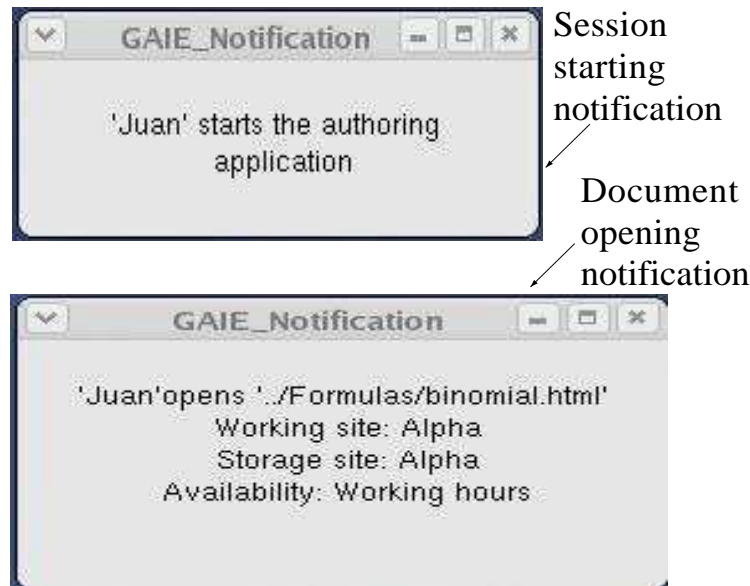 GAIE_Notification
'Juan' starts the authoring
application
Session
starting
notification
Document
opening
notification
GAIE_Notification
'Juan'opens '../Formulas/binomial.html'
Working site: Alpha
Storage site: Alpha
Availability: Working hours